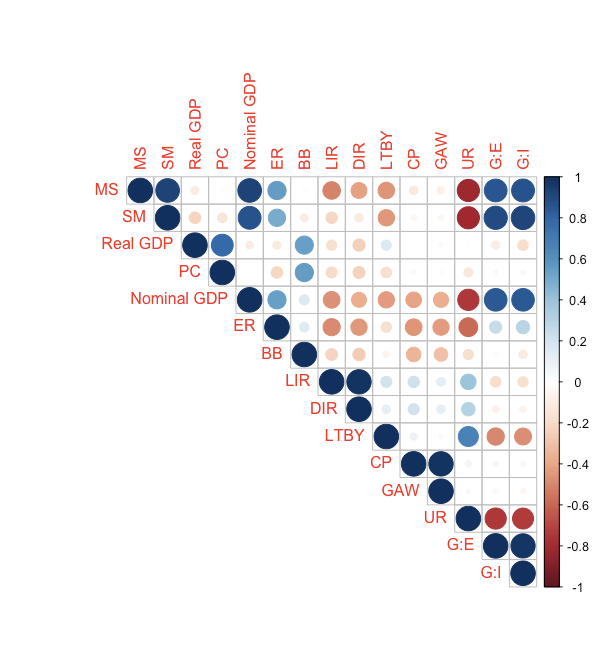 MS
SM
Real GDP
PC
Nominal GDP
ER
BB
LIR
DIR
LTBY
CP
GAW
UR
G:E
G:I
MS
SM
Real GDP
PC
Nominal GDP
ER
BB
LIR
DIR
LTBY
CP
GAW
UR
G:E
G:I
1
0.8
0.6
0.4
0.2
0
-0.2
-0.4
-0.6
-0.8
-1